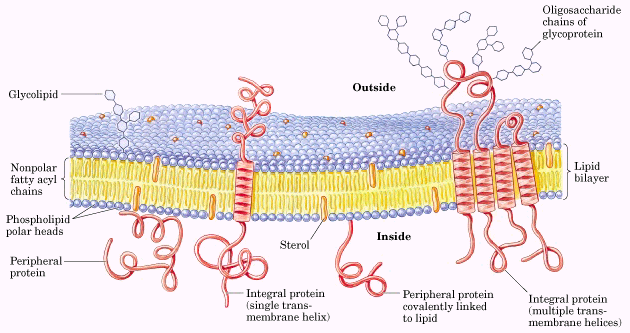 Oligosaccharide
chains of
glycoprotein
Outside
Glycolipid
Nonpolar
fatty acyl
chains
Lipid
bilayer
Phospholipid
polar heads
Sterol
Inside
Peripheral
protein
Integral protein
(single trans-
membrane helix)
Peripheral protein
covalently linked
to lipid
Integral protein
(multiple trans-
membrane helices)